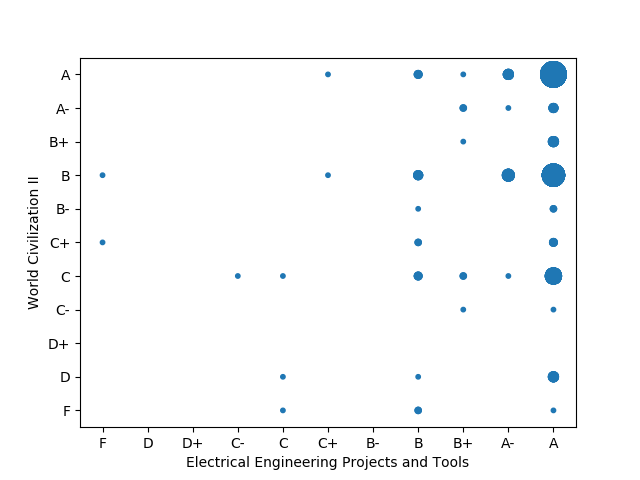 World Civilization II
A
A-
B+
B
B-
C+
C
C-
D+
D
F
F D D+ C- C C+ B- B B+ A- A
Electrical Engineering Projects and Tools